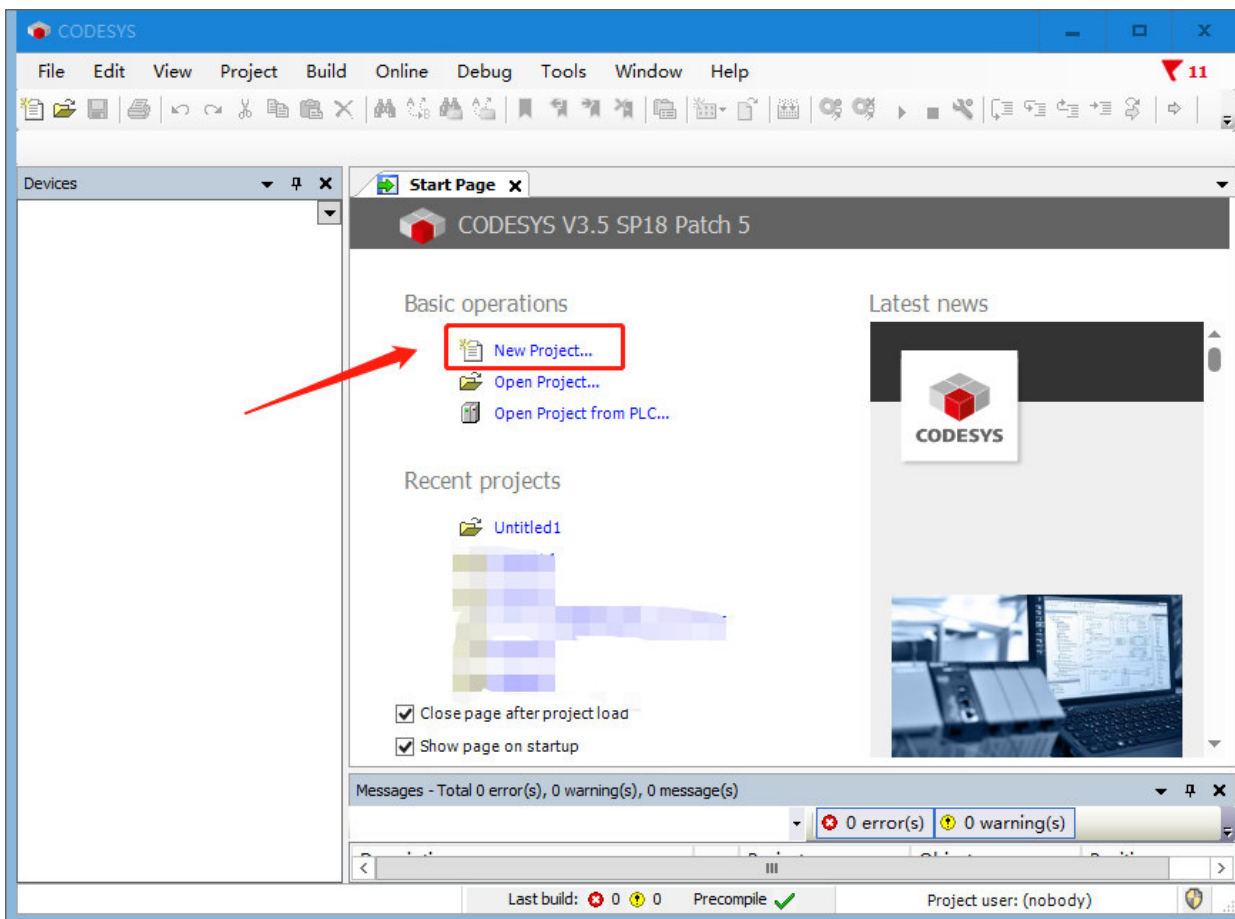 CODESYS
File Edit View Project Build Online Debug Tools Window Help 11
Devices
Start Page
CODESYS V3.5 SP18 Patch 5
Basic operations
New Project...
Open Project...
Open Project from PLC...
Recent projects
Untitled1
Close page after project load
Show page on startup
Latest news
CODESYS
Messages - Total 0 error(s), 0 warning(s), 0 message(s)
0 error(s) 0 warning(s)
Last build: 0 0 Precompile Project user: (nobody)